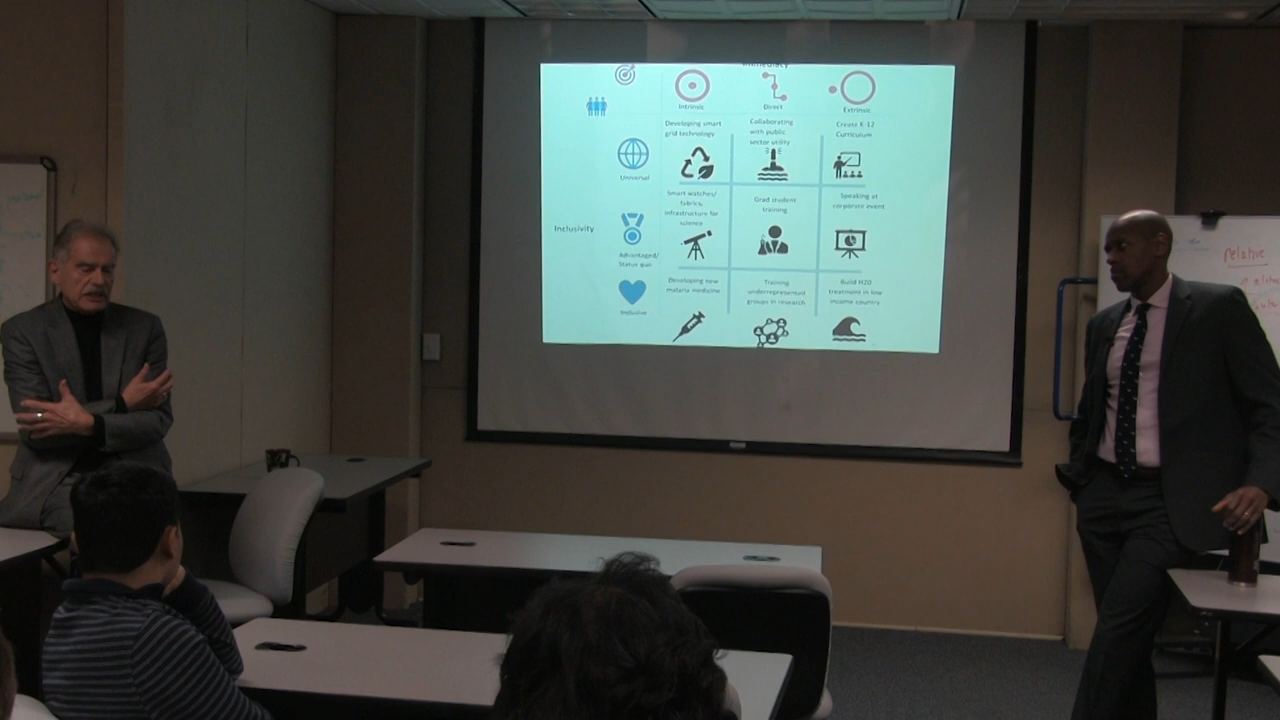 Immediacy
Intrinsic
Direct
Extrinsic
Developing smart
grid technology
Collaborating
with public
sector utility
Create K-12
Curriculum
Universal
Smart watches/
fabrics,
infrastructure for
science
Grad student
training
Speaking at
corporate event
Inclusivity
Advantaged/
Status quo
Developing new
malaria medicine
Training
underrepresented
groups in research
Build H20
treatment in low
income country
Inclusive
relative